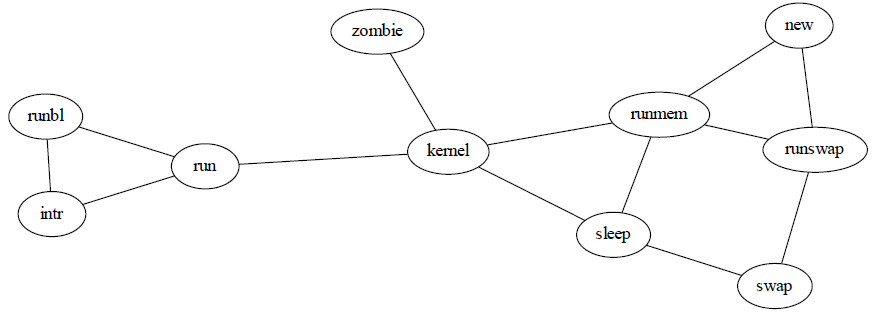 new
zombie
runbl
runmem
kernel
runswap
run
intr
sleep
swap